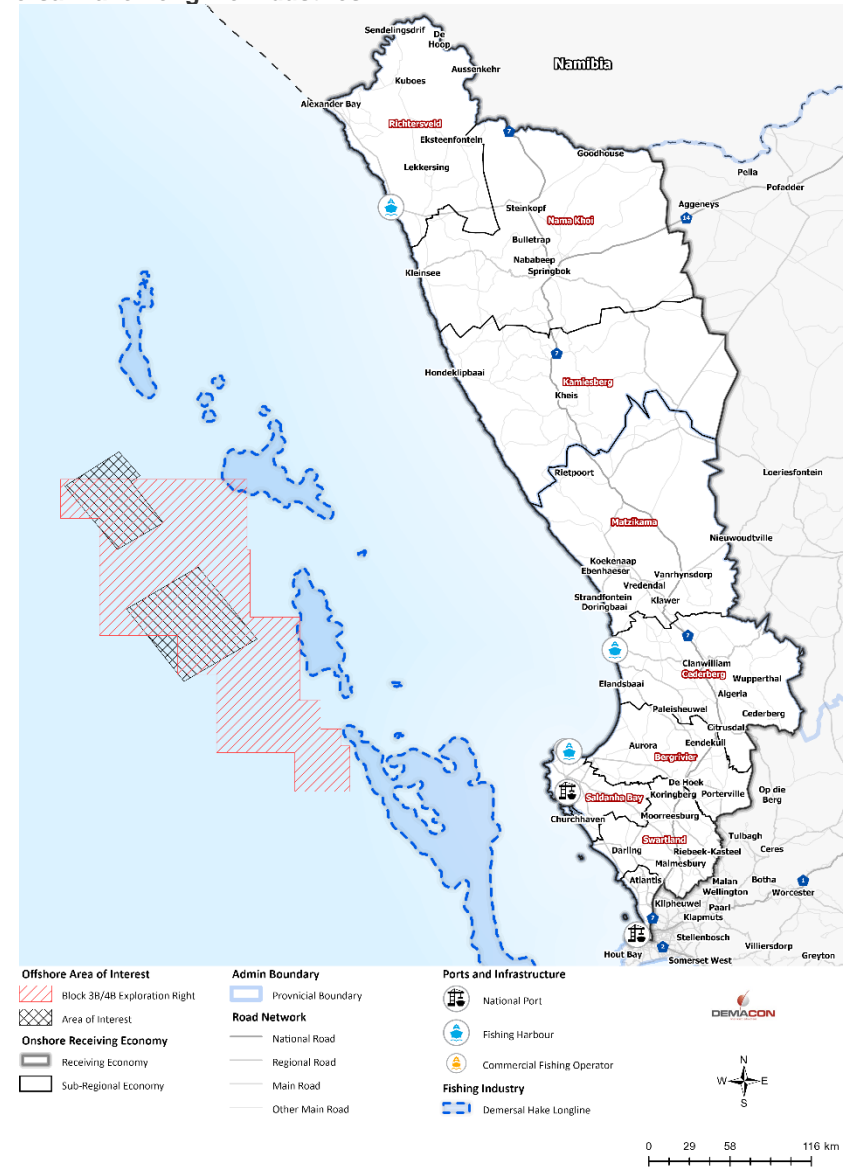 Sendelingsdrif
De
Hoop
Aussenkehr
Namibia
Kuboes
Alexander Bay
Richtersveld
Eksteenfontein
7
Goodhouse
Lekkersing
Pella
Pofadder
Steinkopf
Aggeneys
Nama Khoi
14
Bulletrap
Nababeep
Kleinsee
Springbok
7
Hondeklipbaai
Kamiesberg
Kheis
Rietpoort
Loeriesfontein
Matzikama
Nieuwoudtville
Koekenaap
Ebenhaeser
Vanrhynsdorp
Vredendal
Strandfontein
Klawer
Doringbaai
7
Clanwilliam
Cederberg
Wupperthal
Elandsbaai
Algeria
Paleisheuwel
Cederberg
Citrusdal
Aurora
Eendekuil
Bergrivier
De Hoek
Saldanha Bay
Koringberg
Porterville
Op die
Berg
Churchhaven
Moorreesburg
Swartland
Tulbagh
Darling
Riebeek-Kasteel
Ceres
Malmesbury
Atlantis
Malan
Botha
1
Wellington
Worcester
Klipheuwel
Paarl
7
Klapmuts
Stellenbosch
Hout Bay
2
Villiersdorp
Somerset West
Greyton
Offshore Area of Interest
Block 3B/4B Exploration Right
Area of Interest
Onshore Receiving Economy
Receiving Economy
Sub-Regional Economy
Admin Boundary
Provnicial Boundary
Road Network
National Road
Regional Road
Main Road
Other Main Road
Ports and Infrastructure
National Port
Fishing Harbour
Commercial Fishing Operator
Fishing Industry
Demersal Hake Longline
DEMACON
N
W
E
S
0 29 58 116 km